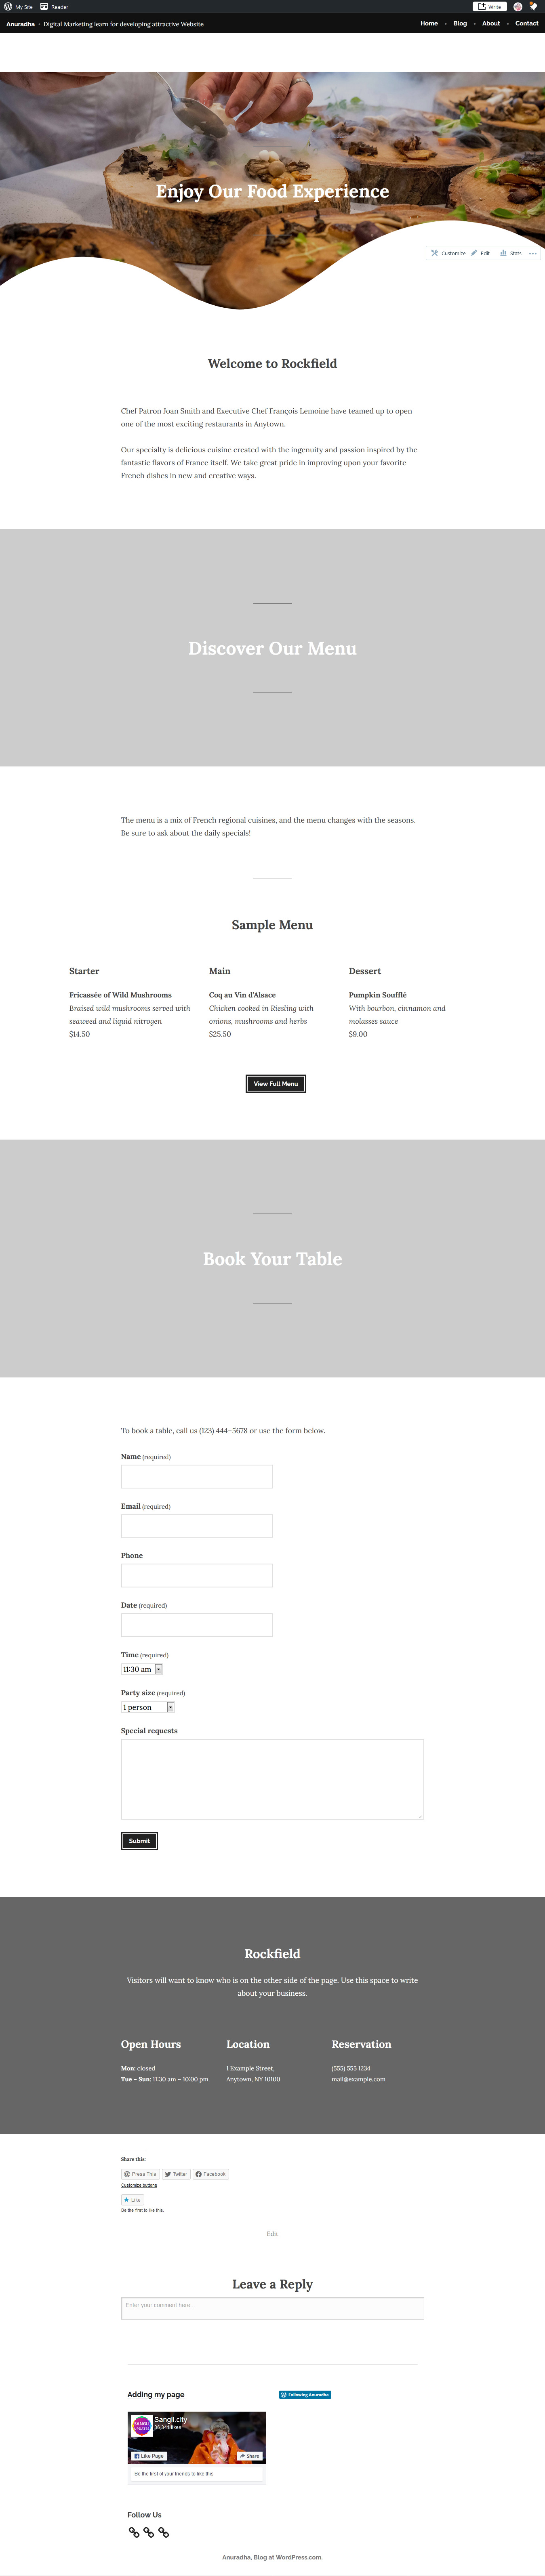 My Site Reader Write
Anuradha - Digital Marketing learn for developing attractive Website Home - Blog - About - Contact
Enjoy Our Food Experience
Customize Edit Stats ...
Welcome to Rockfield
Chef Patron Joan Smith and Executive Chef François Lemoine have teamed up to open
one of the most exciting restaurants in Anytown.
Our specialty is delicious cuisine created with the ingenuity and passion inspired by the
fantastic flavors of France itself. We take great pride in improving upon your favorite
French dishes in new and creative ways.
Discover Our Menu
The menu is a mix of French regional cuisines, and the menu changes with the seasons.
Be sure to ask about the daily specials!
Sample Menu
Starter
Fricassée of Wild Mushrooms
Braised wild mushrooms served with
seaweed and liquid nitrogen
$14.50
Main
Coq au Vin d'Alsace
Chicken cooked in Riesling with
onions, mushrooms and herbs
$25.50
Dessert
Pumpkin Soufflé
With bourbon, cinnamon and
molasses sauce
$9.00
View Full Menu
Book Your Table
To book a table, call us (123) 444–5678 or use the form below.
Name (required)
Email (required)
Phone
Date (required)
Time (required)
11:30 am
Party size (required)
1 person
Special requests
Submit
Rockfield
Visitors will want to know who is on the other side of the page. Use this space to write
about your business.
Open Hours
Mon: closed
Tue – Sun: 11:30 am – 10:00 pm
Location
1 Example Street,
Anytown, NY 10100
Reservation
(555) 555 1234
mail@example.com
Share this:
Press This Twitter Facebook
Customize buttons
Like
Be the first to like this.
Edit
Leave a Reply
Enter your comment here...
Adding my page
Following Anuradha
Sangli.city
38,341 likes
Like Page Share
Be the first of your friends to like this
Follow Us
Anuradha, Blog at WordPress.com.